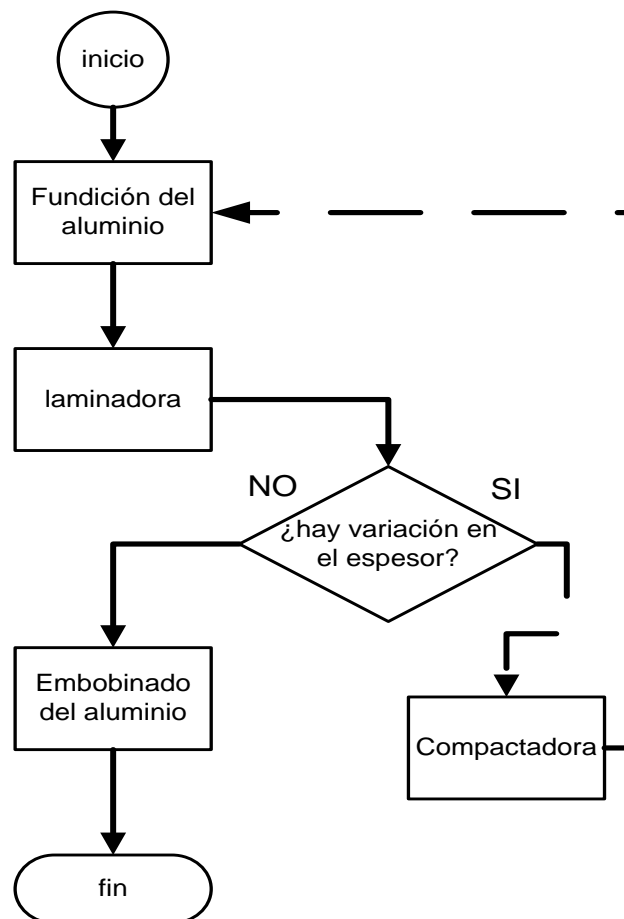 inicio
Fundición del
aluminio
laminadora
NO
SI
¿hay variación en
el espesor?
Embobinado
del aluminio
Compactadora
fin